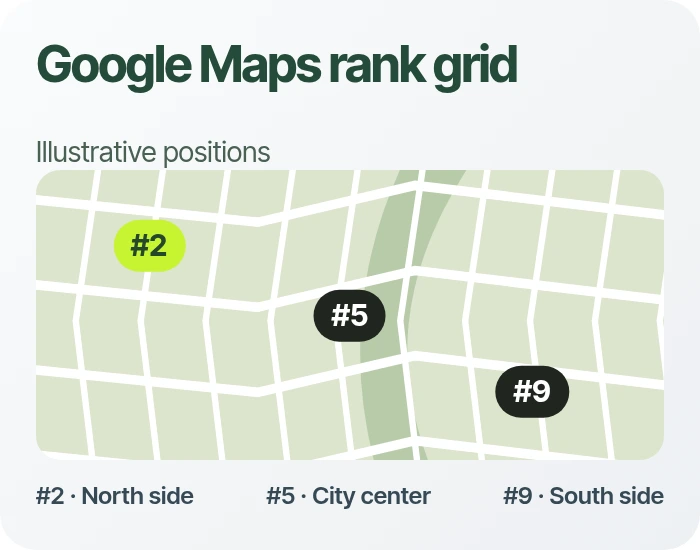 Google Maps rank grid
Illustrative positions
#2
#5
#9
#2 · North side
#5 · City center
#9 · South side